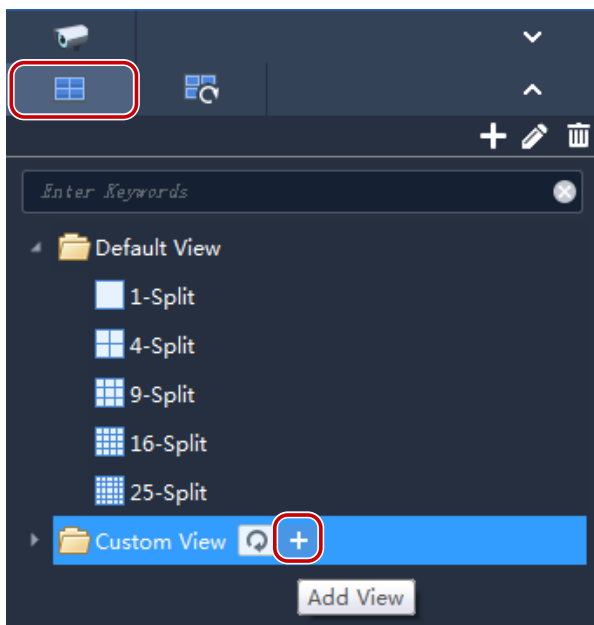 Enter Keywords
Default View
1-Split
4-Split
9-Split
16-Split
25-Split
Custom View
Add View